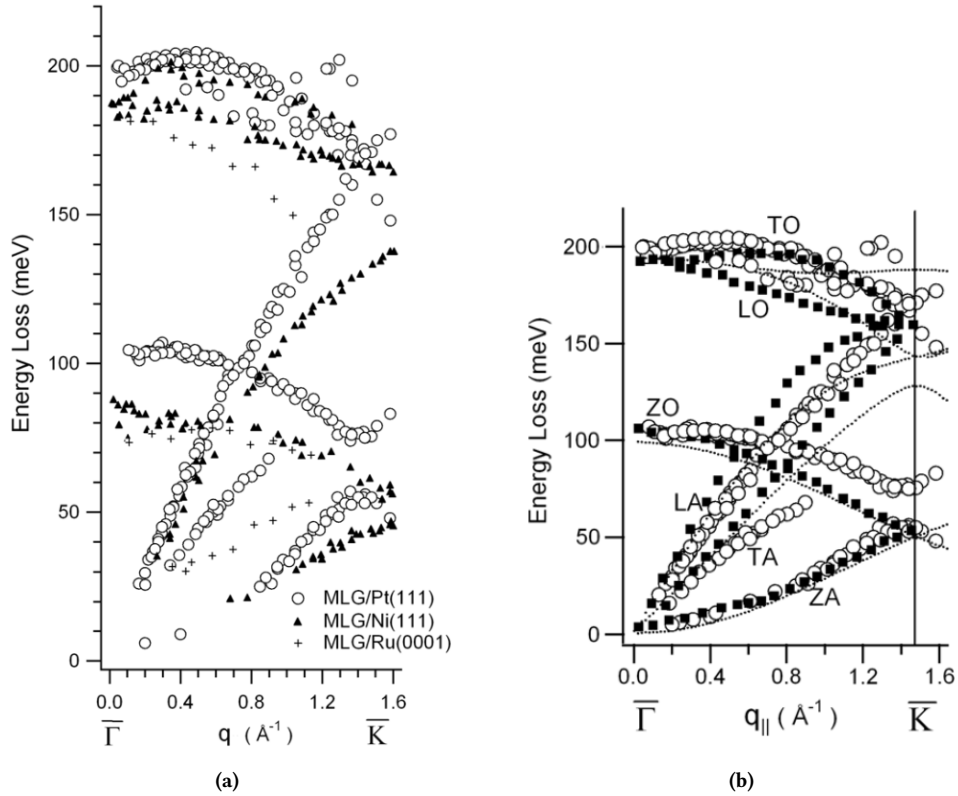 200
150
100
50
0
Energy Loss (meV)
MLG/Pt(111)
MLG/Ni(111)
MLG/Ru(0001)
0.0 0.4 0.8 1.2 1.6
Γ̅ q (Å⁻¹) K̅
(a)
200
150
100
50
0
Energy Loss (meV)
TO
LO
ZO
LA
TA
ZA
0.0 0.4 0.8 1.2 1.6
Γ̅ q|| (Å⁻¹) K̅
(b)